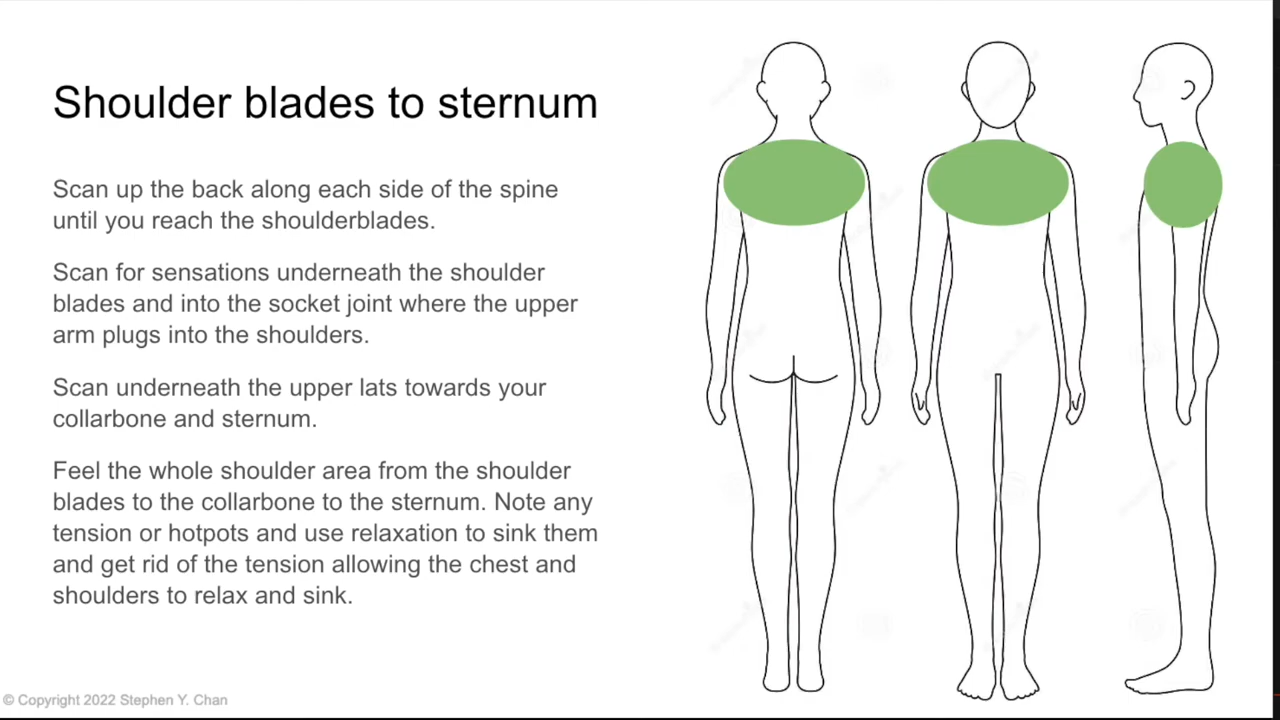 Shoulder blades to sternum
Scan up the back along each side of the spine
until you reach the shoulderblades.
Scan for sensations underneath the shoulder
blades and into the socket joint where the upper
arm plugs into the shoulders.
Scan underneath the upper lats towards your
collarbone and sternum.
Feel the whole shoulder area from the shoulder
blades to the collarbone to the sternum. Note any
tension or hotpots and use relaxation to sink them
and get rid of the tension allowing the chest and
shoulders to relax and sink.
© Copyright 2022 Stephen Y. Chan